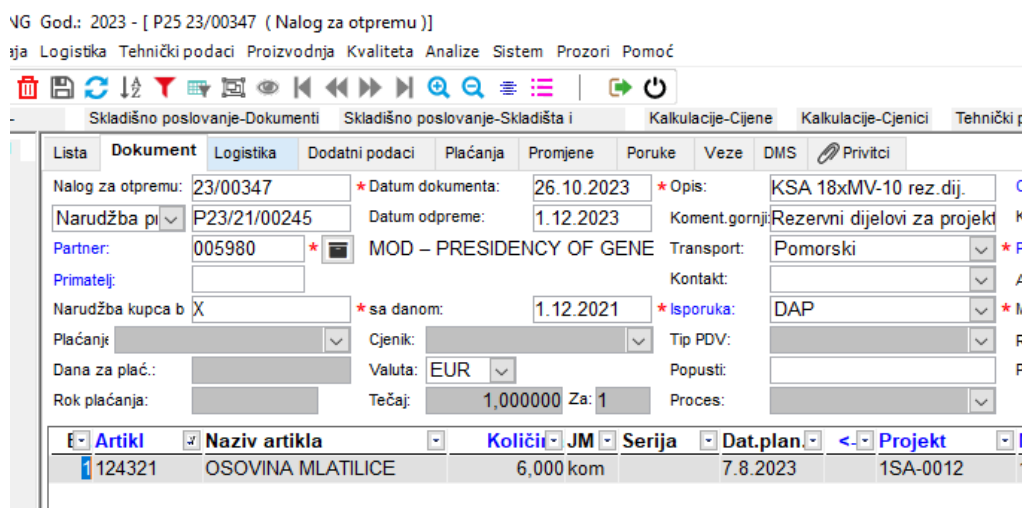 NG God.: 2023 - [ P25 23/00347 ( Nalog za otpremu )]
aja Logistika Tehnički podaci Proizvodnja Kvaliteta Analize Sistem Prozori Pomoć
Skladišno poslovanje-Dokumenti Skladišno poslovanje-Skladišta i Kalkulacije-Cijene Kalkulacije-Cjenici Tehnički p
Lista Dokument Logistika Dodatni podaci Plaćanja Promjene Poruke Veze DMS Privitci
Nalog za otpremu: 23/00347 * Datum dokumenta: 26.10.2023 * Opis: KSA 18xMV-10 rez.dij.
Narudžba pr P23/21/00245 Datum odpreme: 1.12.2023 Koment.gornji: Rezervni dijelovi za projekt
Partner: 005980 * MOD – PRESIDENCY OF GENE Transport: Pomorski *
Primatelj: Kontakt:
Narudžba kupca b X * sa danom: 1.12.2021 * Isporuka: DAP *
Plaćanje Cjenik: Tip PDV:
Dana za plać.: Valuta: EUR Popusti:
Rok plaćanja: Tečaj: 1,000000 Za: 1 Proces:
Artikl Naziv artikla Količin JM Serija Dat.plan. <- Projekt
1 124321 OSOVINA MLATILICE 6,000 kom 7.8.2023 1SA-0012